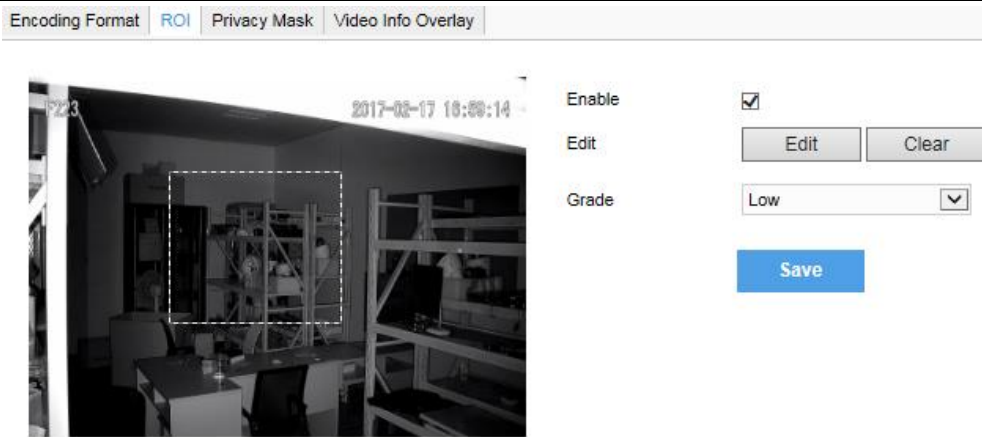 Encoding Format ROI Privacy Mask Video Info Overlay
F223 2017-02-17 16:59:14
Enable
Edit Edit Clear
Grade Low
Save